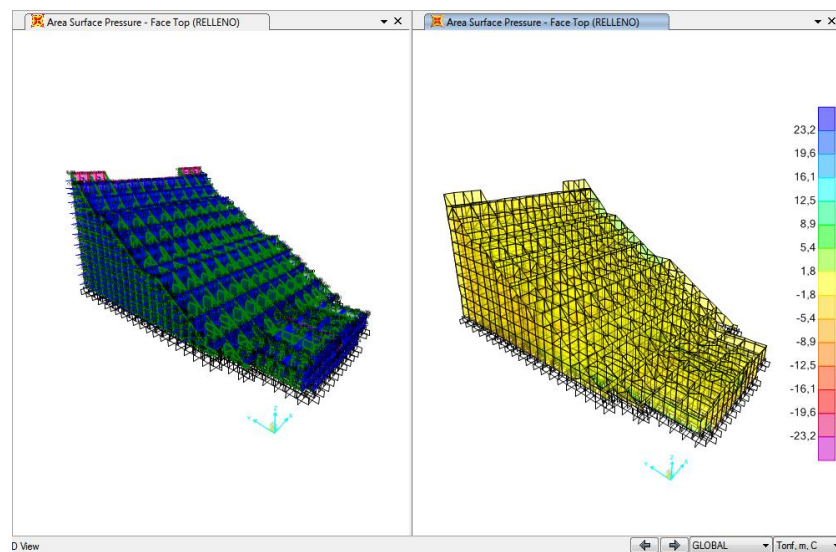 Area Surface Pressure - Face Top (RELLENO)
Area Surface Pressure - Face Top (RELLENO)
23,2
19,6
16,1
12,5
8,9
5,4
1,8
-1,8
-5,4
-8,9
-12,5
-16,1
-19,6
-23,2
Z
X
Y
Z
X
Y
D View
GLOBAL
Tonf, m, C